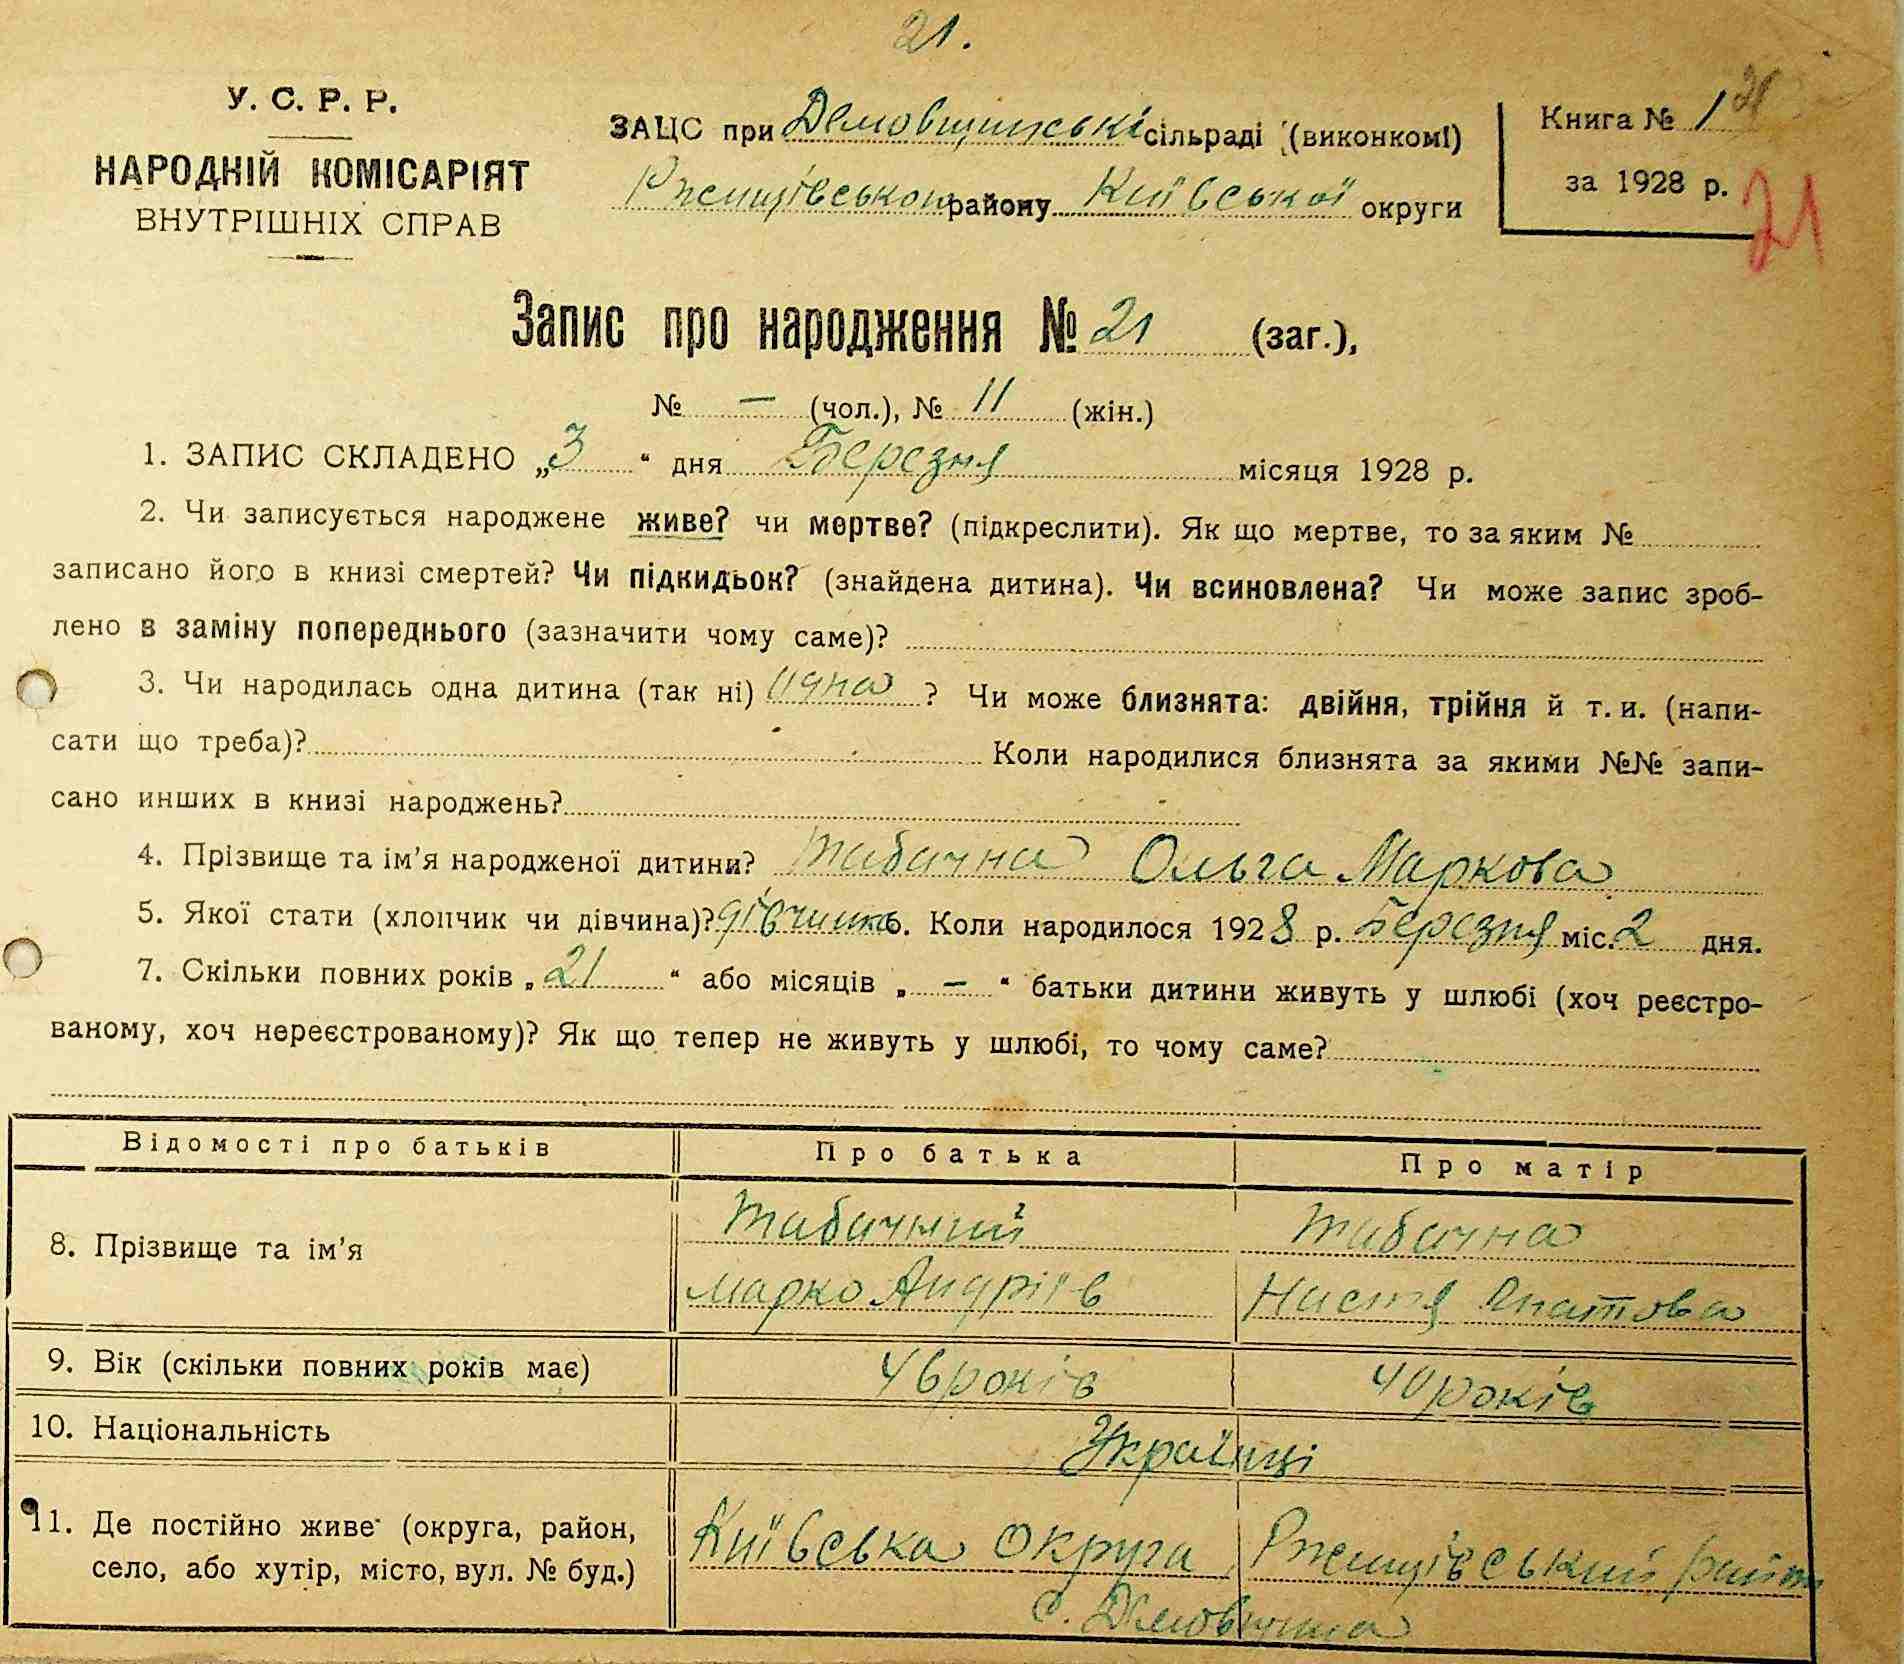 21.
У. С. Р. Р.
НАРОДНІЙ КОМІСАРІЯТ
ВНУТРІШНІХ СПРАВ
ЗАЦС при Демовщинські сільраді (виконкомі)
Ржищівського району Київської округи
Книга № 1 21
за 1928 р.
21
Запис про народження № 21 (заг.),
№ — (чол.), № 11 (жін.)
1. ЗАПИС СКЛАДЕНО „3“ дня Березня місяця 1928 р.
2. Чи записується народжене живе? чи мертве? (підкреслити). Як що мертве, то за яким №
записано його в книзі смертей? Чи підкидьок? (знайдена дитина). Чи всиновлена? Чи може запис зроб-
лено в заміну попереднього (зазначити чому саме)?
3. Чи народилась одна дитина (так ні) одна ? Чи може близнята: двійня, трійня й т. и. (напи-
сати що треба)? Коли народилися близнята за якими №№ запи-
сано инших в книзі народжень?
4. Прізвище та ім’я народженої дитини? Табачна Ольга Маркова
5. Якої стати (хлопчик чи дівчина)? дівчинка. Коли народилося 1928 р. Березня міс. 2 дня.
7. Скільки повних років „21“ або місяців „—“ батьки дитини живуть у шлюбі (хоч реєстро-
ваному, хоч нереєстрованому)? Як що тепер не живуть у шлюбі, то чому саме?
Відомості про батьків Про батька Про матір
8. Прізвище та ім’я Табачний Табачна
Марко Андріїв Настя
9. Вік (скільки повних років має) 46 років 40 років
10. Національність Українці
11. Де постійно живе (округа, район, Київська округа Ржищівський район
село, або хутір, місто, вул. № буд.) с. Демовщина